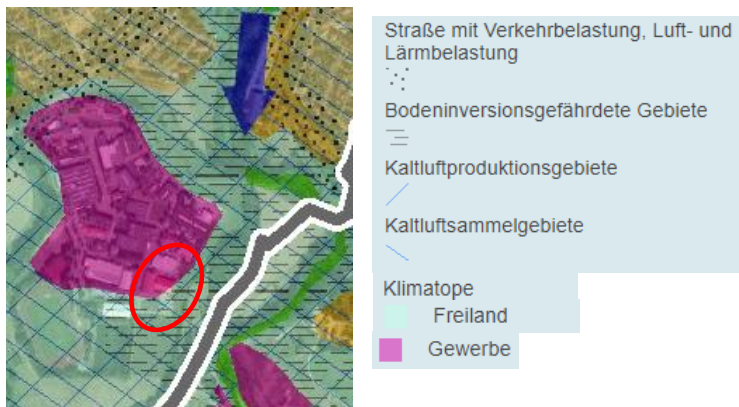 Straße mit Verkehrbelastung, Luft- und
Lärmbelastung
Bodeninversionsgefährdete Gebiete
Kaltluftproduktionsgebiete
Kaltluftsammelgebiete
Klimatope
Freiland
Gewerbe